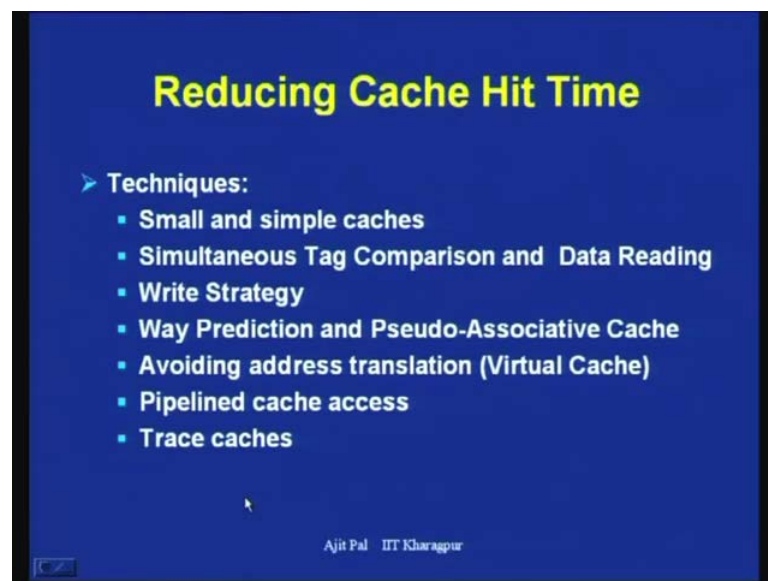 Reducing Cache Hit Time
Techniques:
Small and simple caches
Simultaneous Tag Comparison and Data Reading
Write Strategy
Way Prediction and Pseudo-Associative Cache
Avoiding address translation (Virtual Cache)
Pipelined cache access
Trace caches
Ajit Pal IIT Kharagpur